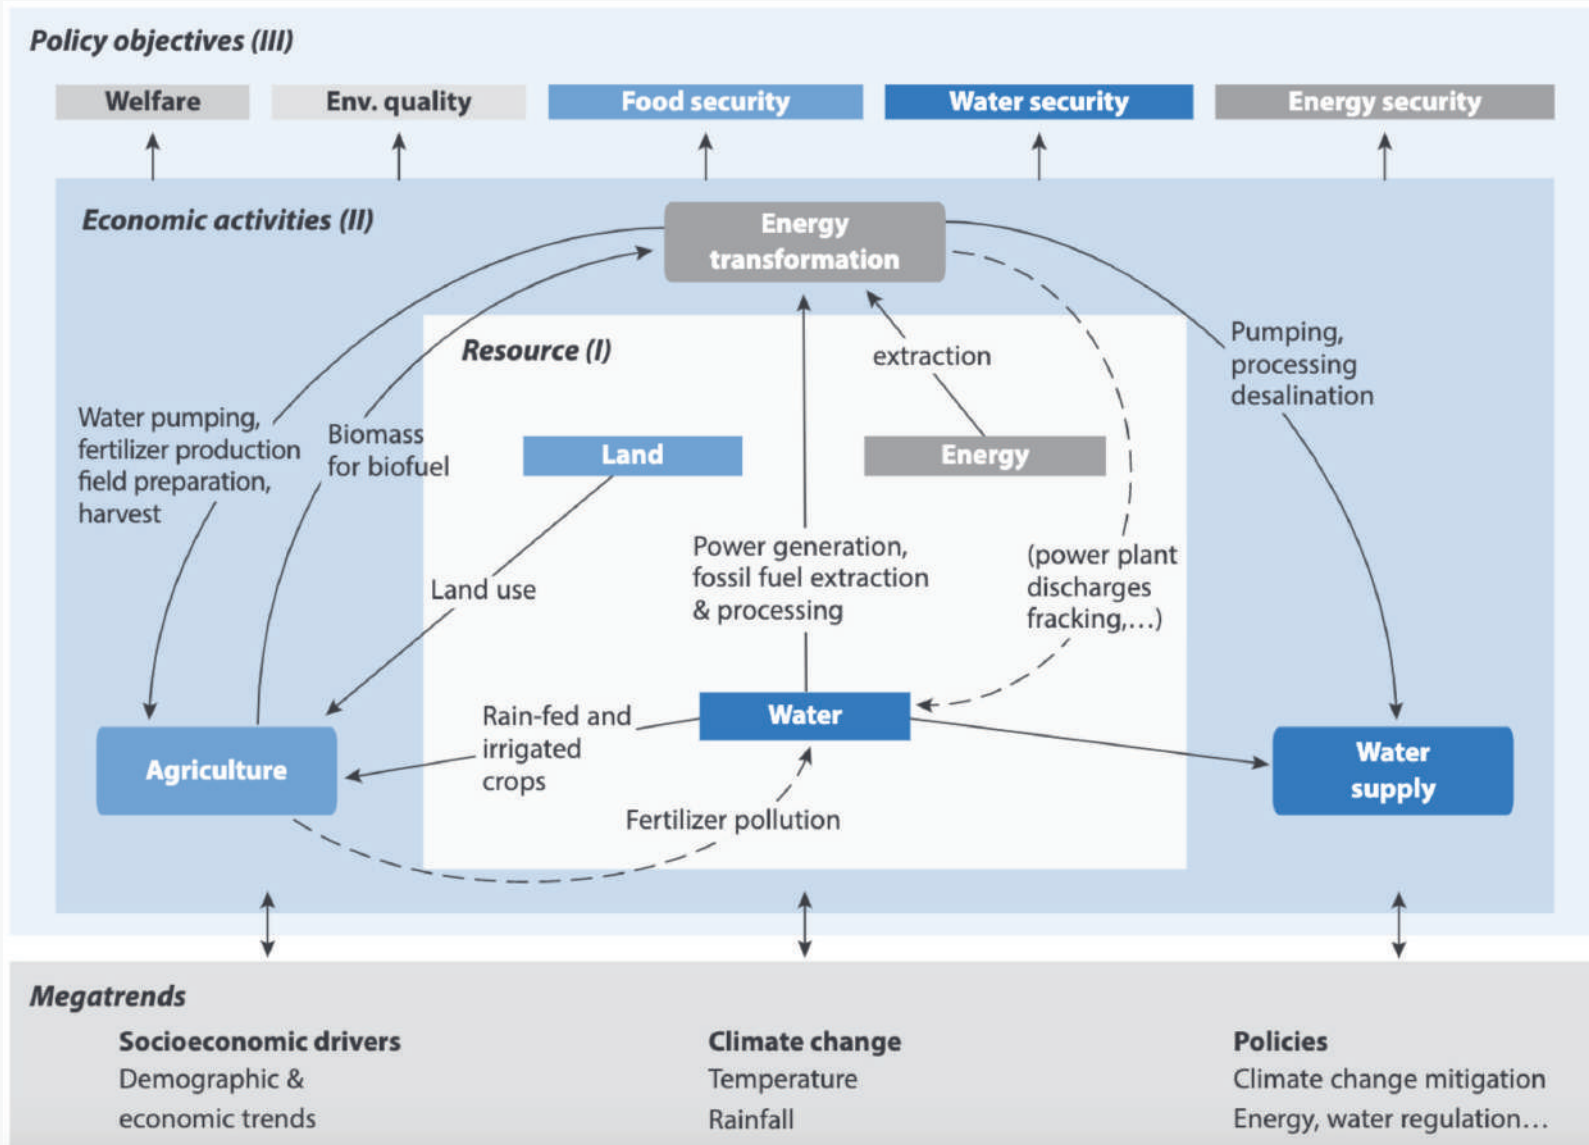 Policy objectives (III)
Welfare
Env. quality
Food security
Water security
Energy security
Economic activities (II)
Energy
transformation
Resource (I)
extraction
Pumping,
processing
desalination
Water pumping,
fertilizer production
field preparation,
harvest
Biomass
for biofuel
Land
Energy
Land use
Power generation,
fossil fuel extraction
& processing
(power plant
discharges
fracking,...)
Rain-fed and
irrigated
crops
Water
Agriculture
Water
supply
Fertilizer pollution
Megatrends
Socioeconomic drivers
Demographic &
economic trends
Climate change
Temperature
Rainfall
Policies
Climate change mitigation
Energy, water regulation...